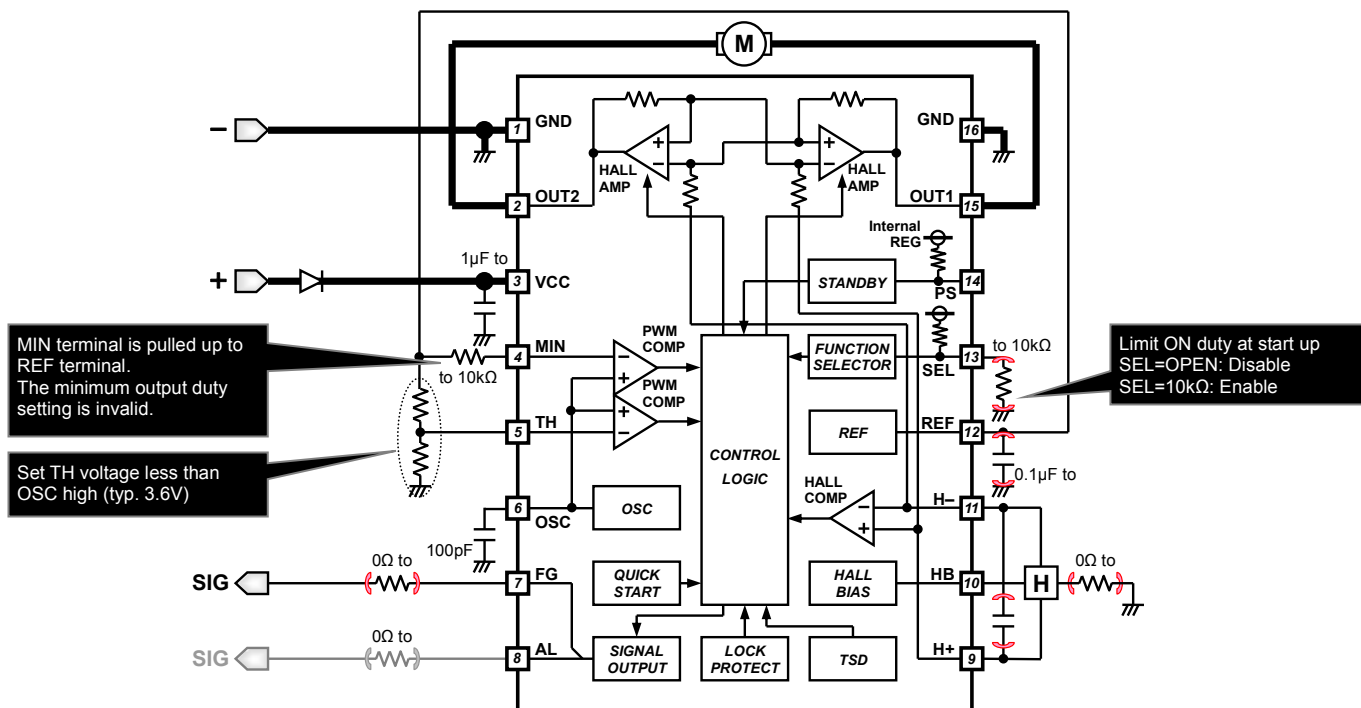 M
GND
1
GND
16
HALL
AMP
HALL
AMP
OUT2
2
OUT1
15
Internal
REG
1µF to
+
3
VCC
STANDBY
14
PS
MIN terminal is pulled up to
REF terminal.
The minimum output duty
setting is invalid.
4
MIN
to 10kΩ
PWM
COMP
PWM
COMP
FUNCTION
SELECTOR
13
SEL
to 10kΩ
Limit ON duty at start up
SEL=OPEN: Disable
SEL=10kΩ: Enable
5
TH
REF
REF
12
0.1µF to
Set TH voltage less than
OSC high (typ. 3.6V)
CONTROL
LOGIC
HALL
COMP
6
OSC
OSC
100pF
H–
11
SIG
0Ω to
7
FG
QUICK
START
HALL
BIAS
HB
10
H
0Ω to
SIG
0Ω to
8
AL
SIGNAL
OUTPUT
LOCK
PROTECT
TSD
H+
9
–
+
–
+
–
–
+
+
–
–
+